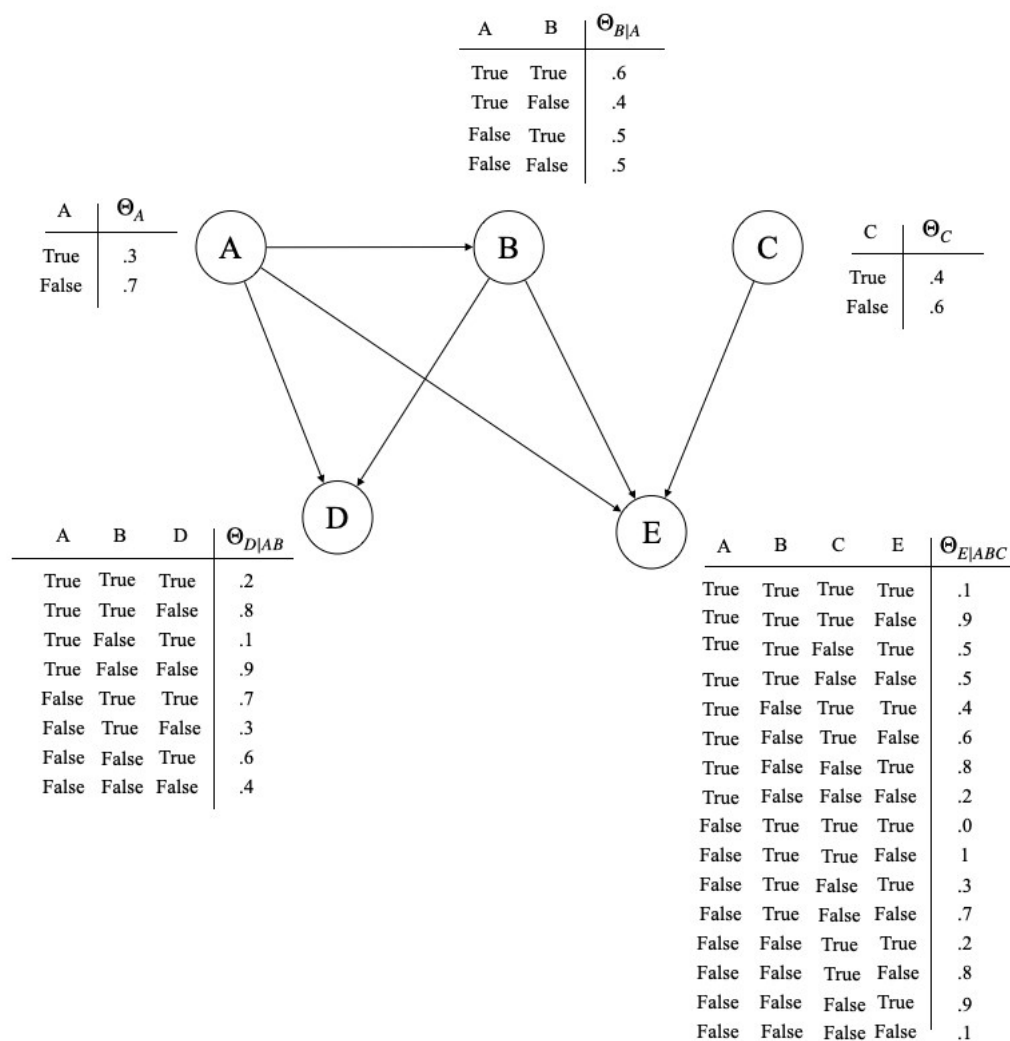 A B Θ_{B|A}
True True .6
True False .4
False True .5
False False .5
A Θ_A
True .3
False .7
A
B
C
C Θ_C
True .4
False .6
D
E
A B D Θ_{D|AB}
True True True .2
True True False .8
True False True .1
True False False .9
False True True .7
False True False .3
False False True .6
False False False .4
A B C E Θ_{E|ABC}
True True True True .1
True True True False .9
True True False True .5
True True False False .5
True False True True .4
True False True False .6
True False False True .8
True False False False .2
False True True True .0
False True True False 1
False True False True .3
False True False False .7
False False True True .2
False False True False .8
False False False True .9
False False False False .1